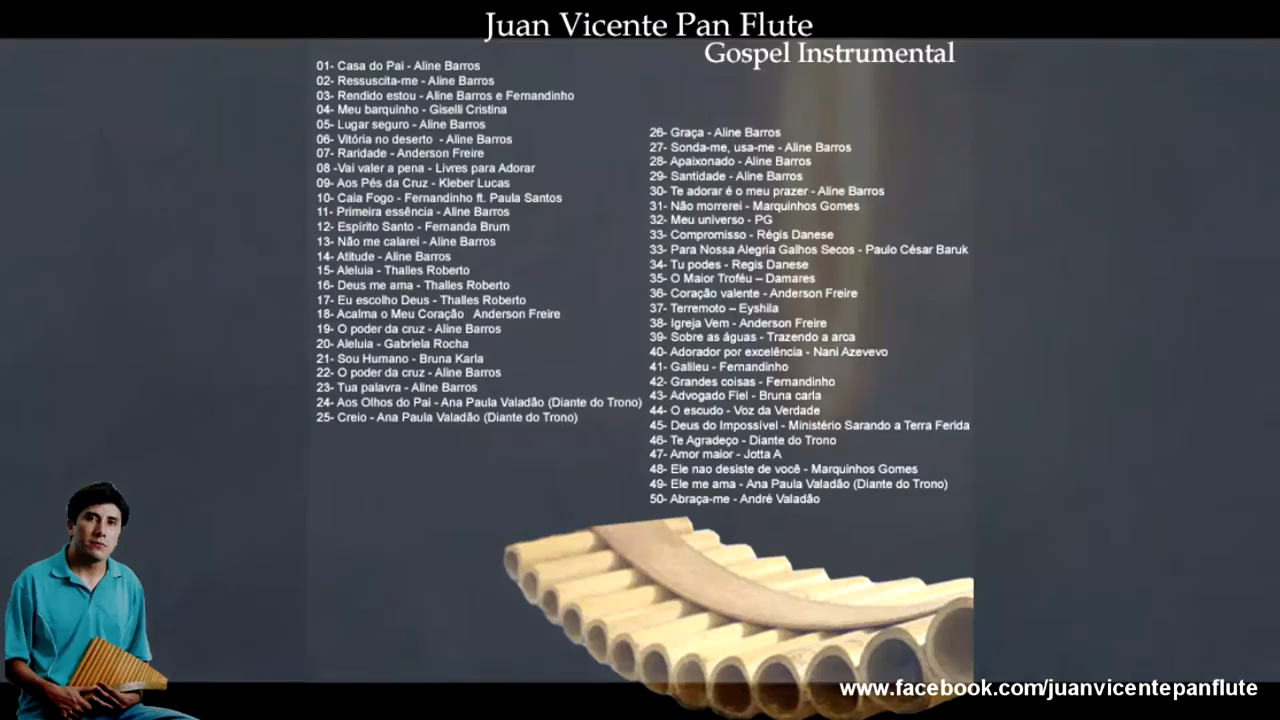 Juan Vicente Pan Flute
Gospel Instrumental
01- Casa do Pai - Aline Barros
02- Ressuscita-me - Aline Barros
03- Rendido estou - Aline Barros e Fernandinho
04- Meu barquinho - Giselli Cristina
05- Lugar seguro - Aline Barros
06- Vitória no deserto - Aline Barros
07- Raridade - Anderson Freire
08 -Vai valer a pena - Livres para Adorar
09- Aos Pés da Cruz - Kleber Lucas
10- Caia Fogo - Fernandinho ft. Paula Santos
11- Primeira essência - Aline Barros
12- Espírito Santo - Fernanda Brum
13- Não me calarei - Aline Barros
14- Atitude - Aline Barros
15- Aleluia - Thalles Roberto
16- Deus me ama - Thalles Roberto
17- Eu escolho Deus - Thalles Roberto
18- Acalma o Meu Coração Anderson Freire
19- O poder da cruz - Aline Barros
20- Aleluia - Gabriela Rocha
21- Sou Humano - Bruna Karla
22- O poder da cruz - Aline Barros
23- Tua palavra - Aline Barros
24- Aos Olhos do Pai - Ana Paula Valadão (Diante do Trono)
25- Creio - Ana Paula Valadão (Diante do Trono)
26- Graça - Aline Barros
27- Sonda-me, usa-me - Aline Barros
28- Apaixonado - Aline Barros
29- Santidade - Aline Barros
30- Te adorar é o meu prazer - Aline Barros
31- Não morrerei - Marquinhos Gomes
32- Meu universo - PG
33- Compromisso - Régis Danese
33- Para Nossa Alegria Galhos Secos - Paulo César Baruk
34- Tu podes - Regis Danese
35- O Maior Troféu – Damares
36- Coração valente - Anderson Freire
37- Terremoto – Eyshila
38- Igreja Vem - Anderson Freire
39- Sobre as águas - Trazendo a arca
40- Adorador por excelência - Nani Azevevo
41- Galileu - Fernandinho
42- Grandes coisas - Fernandinho
43- Advogado Fiel - Bruna carla
44- O escudo - Voz da Verdade
45- Deus do Impossível - Ministério Sarando a Terra Ferida
46- Te Agradeço - Diante do Trono
47- Amor maior - Jotta A
48- Ele nao desiste de você - Marquinhos Gomes
49- Ele me ama - Ana Paula Valadão (Diante do Trono)
50- Abraça-me - André Valadão
www.facebook.com/juanvicentepanflute